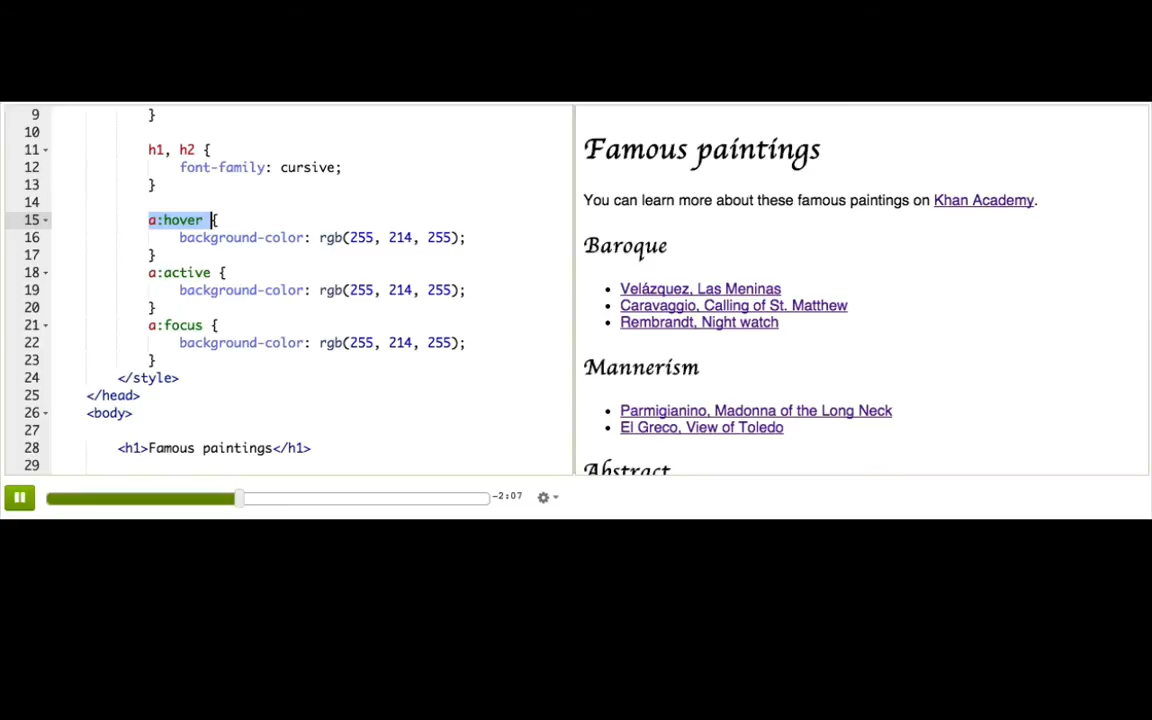 9 }
10
11 h1, h2 {
12 font-family: cursive;
13 }
14
15 a:hover {
16 background-color: rgb(255, 214, 255);
17 }
18 a:active {
19 background-color: rgb(255, 214, 255);
20 }
21 a:focus {
22 background-color: rgb(255, 214, 255);
23 }
24 </style>
25 </head>
26 <body>
27
28 <h1>Famous paintings</h1>
29
-2:07
Famous paintings
You can learn more about these famous paintings on Khan Academy.
Baroque
• Velázquez, Las Meninas
• Caravaggio, Calling of St. Matthew
• Rembrandt, Night watch
Mannerism
• Parmigianino, Madonna of the Long Neck
• El Greco, View of Toledo
Abstract